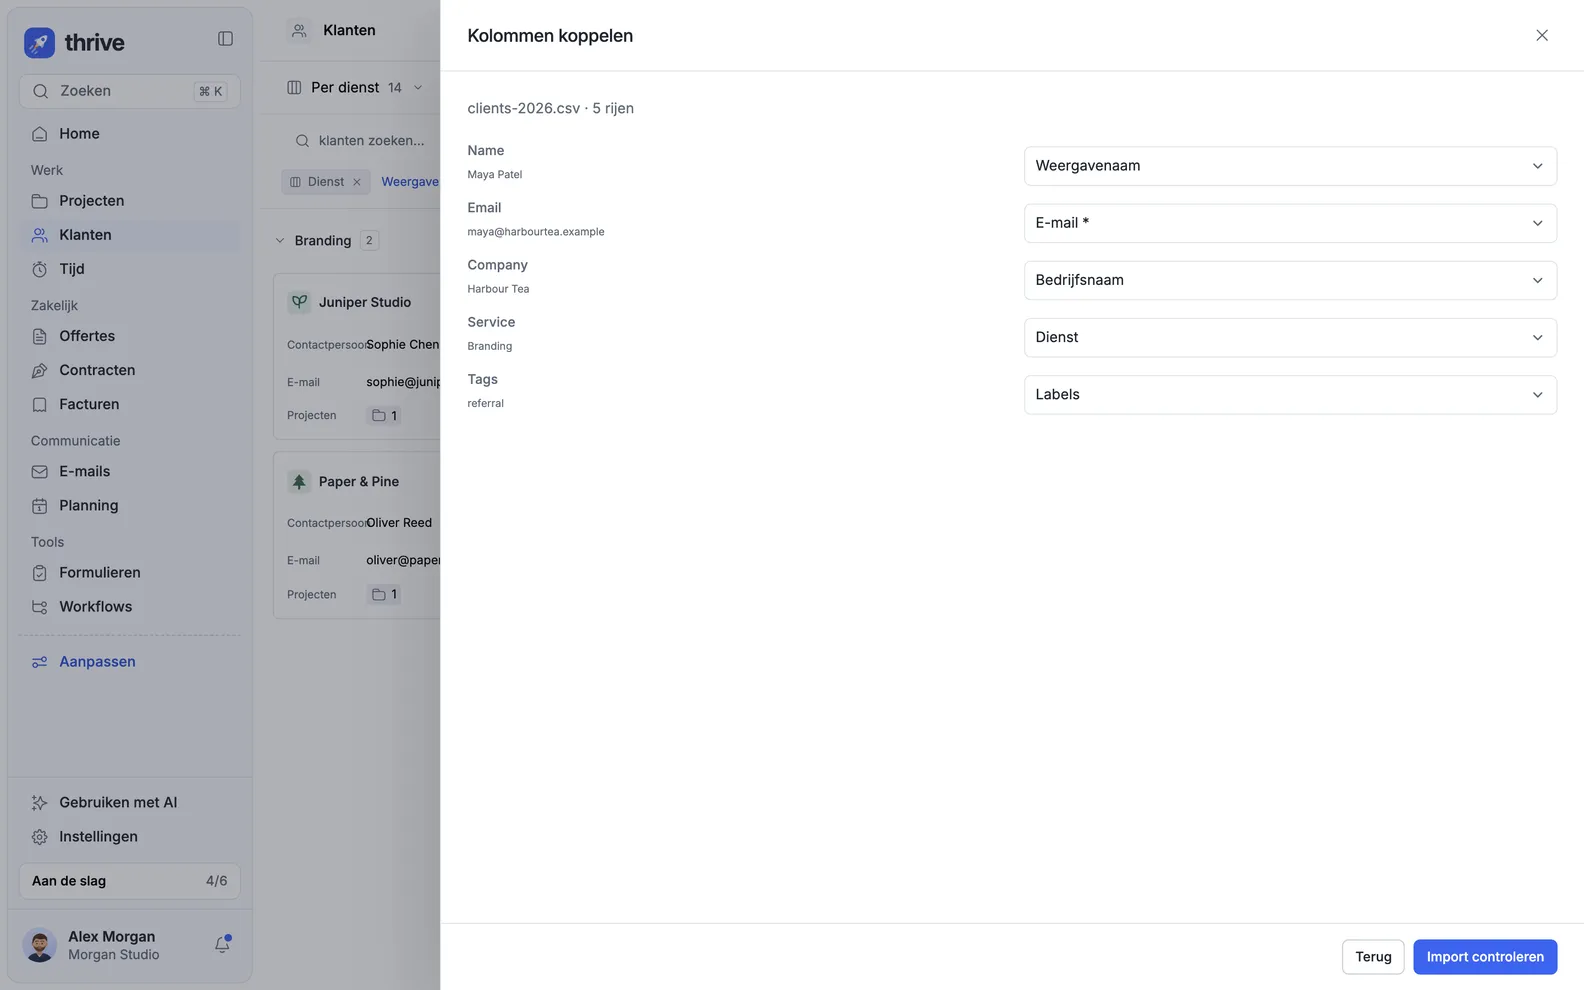 thrive
Zoeken
⌘ K
Home
Werk
Projecten
Klanten
Tijd
Zakelijk
Offertes
Contracten
Facturen
Communicatie
E-mails
Planning
Tools
Formulieren
Workflows
Aanpassen
Gebruiken met AI
Instellingen
Aan de slag 4/6
Alex Morgan
Morgan Studio
Klanten
Per dienst 14
klanten zoeken...
Dienst
Weergave
Branding 2
Juniper Studio
Contactpersoon Sophie Chen
E-mail sophie@junip
Projecten 1
Paper & Pine
Contactpersoon Oliver Reed
E-mail oliver@paper
Projecten 1
Kolommen koppelen
clients-2026.csv · 5 rijen
Name
Maya Patel
Weergavenaam
Email
maya@harbourtea.example
E-mail *
Company
Harbour Tea
Bedrijfsnaam
Service
Branding
Dienst
Tags
referral
Labels
Terug
Import controleren